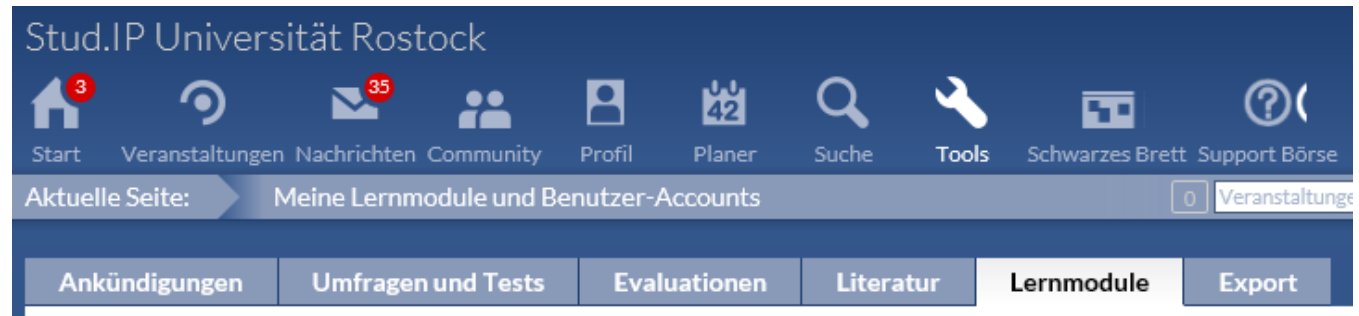 Stud.IP Universität Rostock
3 35 42
Start Veranstaltungen Nachrichten Community Profil Planer Suche Tools Schwarzes Brett Support Börse
Aktuelle Seite: Meine Lernmodule und Benutzer-Accounts 0 Veranstaltunge
Ankündigungen Umfragen und Tests Evaluationen Literatur Lernmodule Export